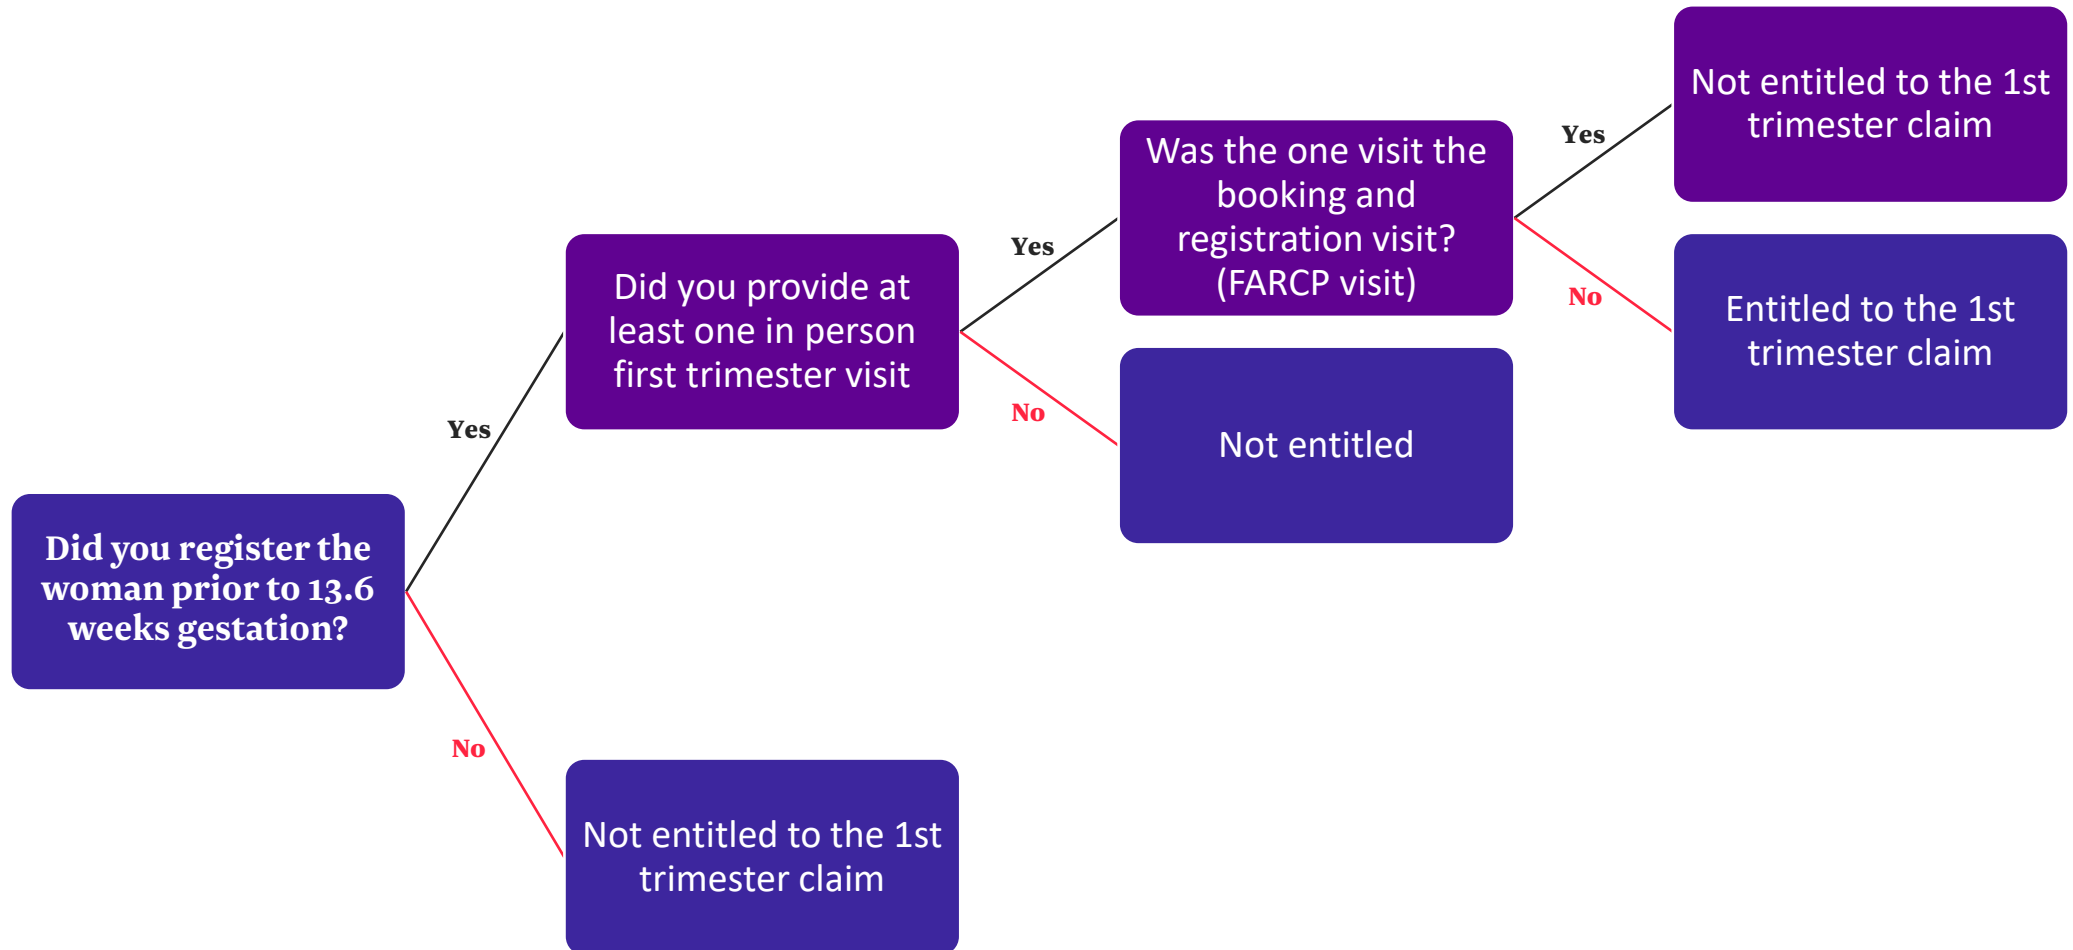 Did you register the
woman prior to 13.6
weeks gestation?
Yes
No
Did you provide at
least one in person
first trimester visit
Not entitled to the 1st
trimester claim
Yes
No
Was the one visit the
booking and
registration visit?
(FARCP visit)
Not entitled
Yes
No
Not entitled to the 1st
trimester claim
Entitled to the 1st
trimester claim